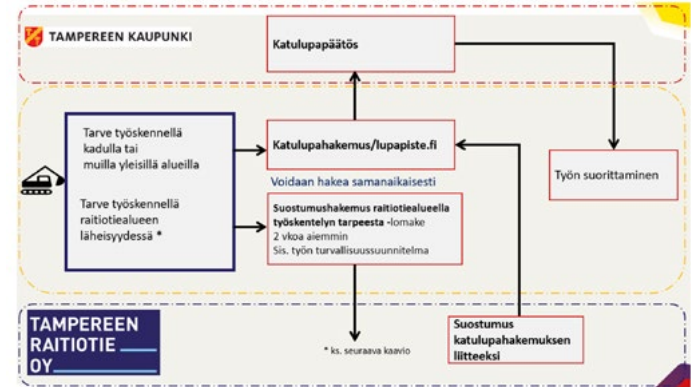 TAMPEREEN KAUPUNKI
Katulupapäätös
Tarve työskennellä
kadulla tai
muilla yleisillä alueilla
Tarve työskennellä
raitiotiealueen
läheisyydessä *
Katulupahakemus/lupapiste.fi
Voidaan hakea samanaikaisesti
Suostumushakemus raitiotiealueella
työskentelyn tarpeesta -lomake
2 vkoa aiemmin
Sis. työn turvallisuussuunnitelma
Työn suorittaminen
TAMPEREEN
RAITIOTIE
OY
* ks. seuraava kaavio
Suostumus
katulupahakemuksen
liitteeksi